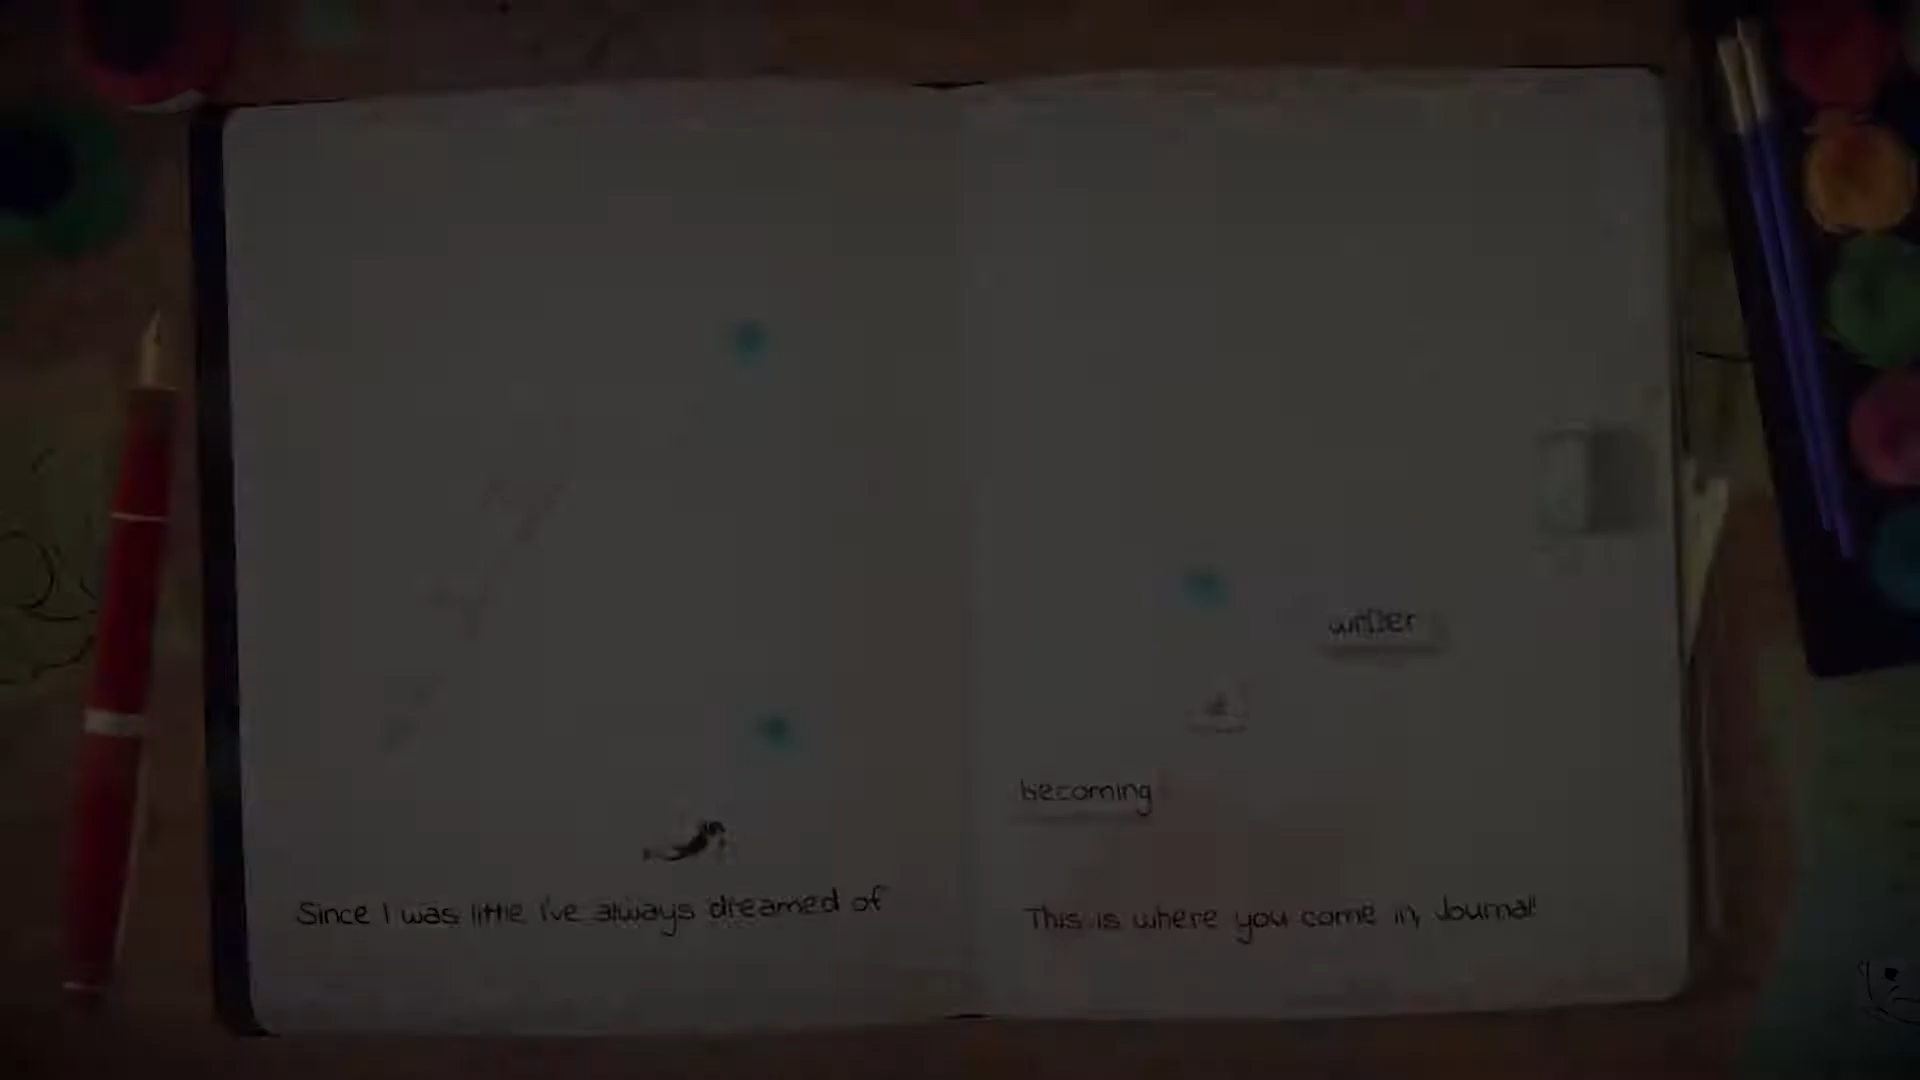 Since I was little I've always dreamed of
becoming
a
writer
This is where you come in, Journal!